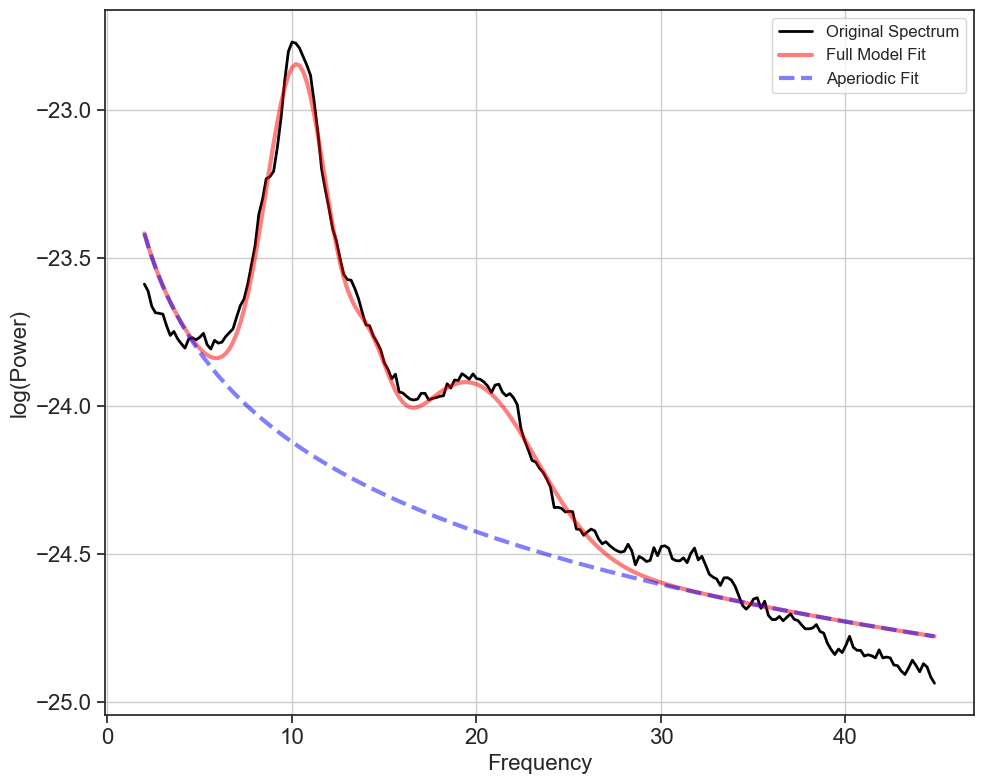 Original Spectrum
Full Model Fit
Aperiodic Fit
−23.0
−23.5
−24.0
−24.5
−25.0
log(Power)
0 10 20 30 40
Frequency